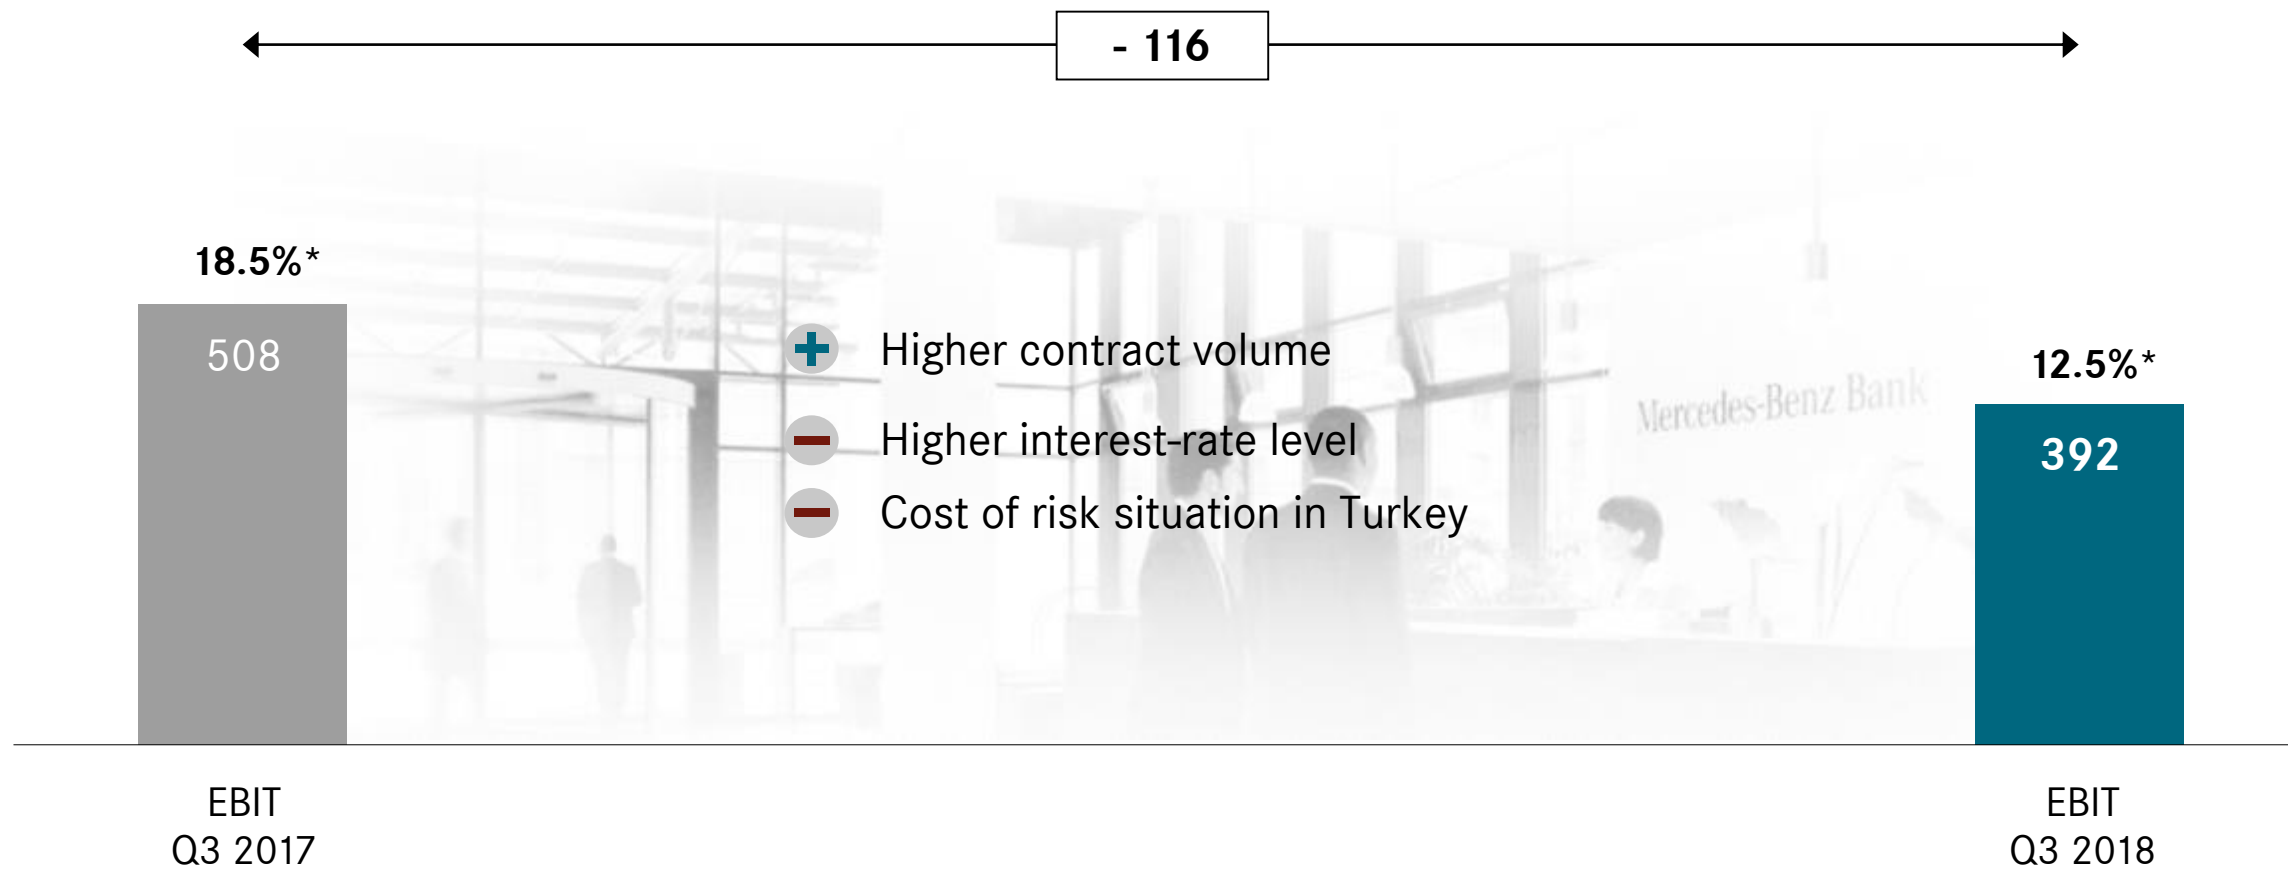 - 116
18.5%*
508
+ Higher contract volume
− Higher interest-rate level
− Cost of risk situation in Turkey
Mercedes-Benz Bank
12.5%*
392
EBIT
Q3 2017
EBIT
Q3 2018